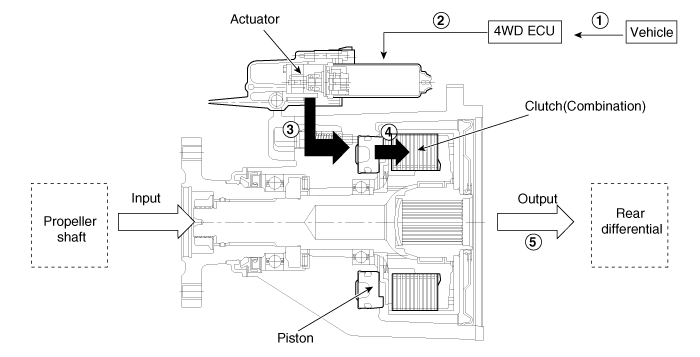 Actuator
②
①
4WD ECU
Vehicle
Clutch(Combination)
③
④
Input
Output
Propeller
shaft
Rear
differential
⑤
Piston